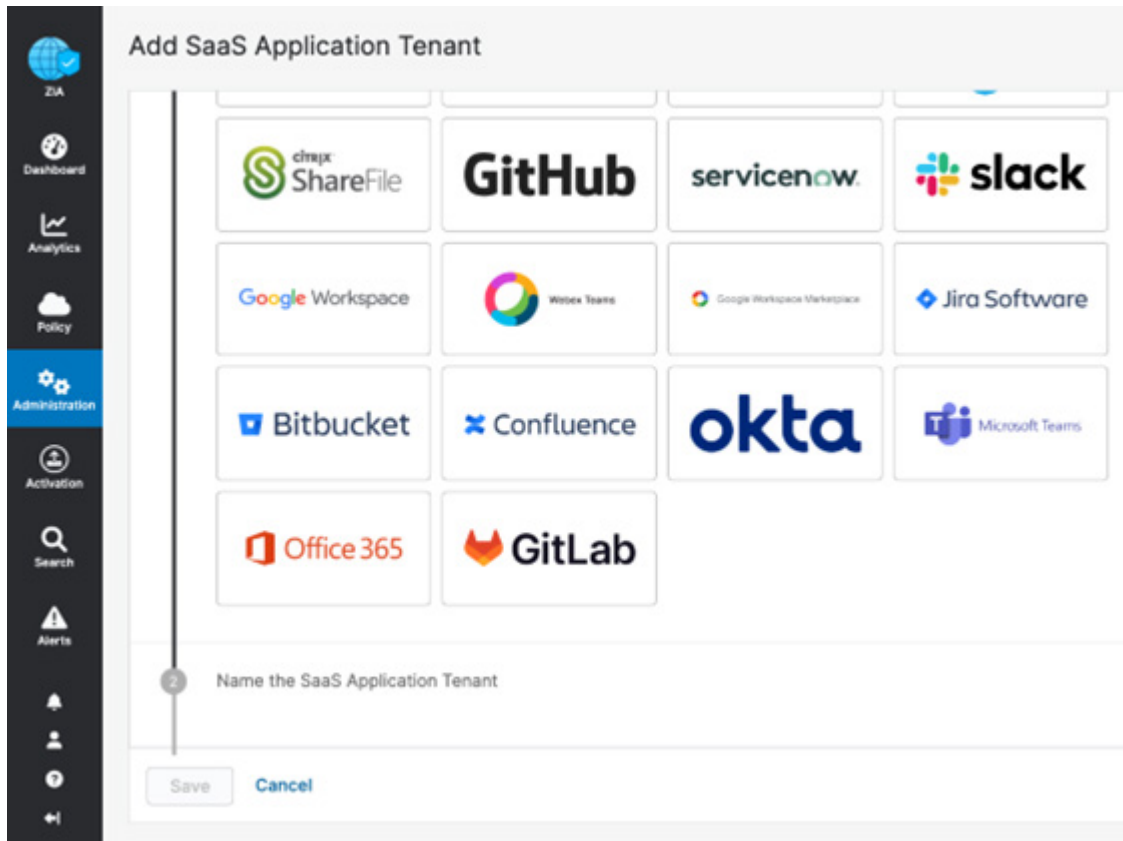 Add SaaS Application Tenant
ZIA
Dashboard
Analytics
Policy
Administration
Activation
Search
Alerts
citrix
ShareFile
GitHub
servicenow.
slack
Google Workspace
Webex Teams
Google Workspace Marketplace
Jira Software
Bitbucket
Confluence
okta
Microsoft Teams
Office 365
GitLab
2
Name the SaaS Application Tenant
Save
Cancel